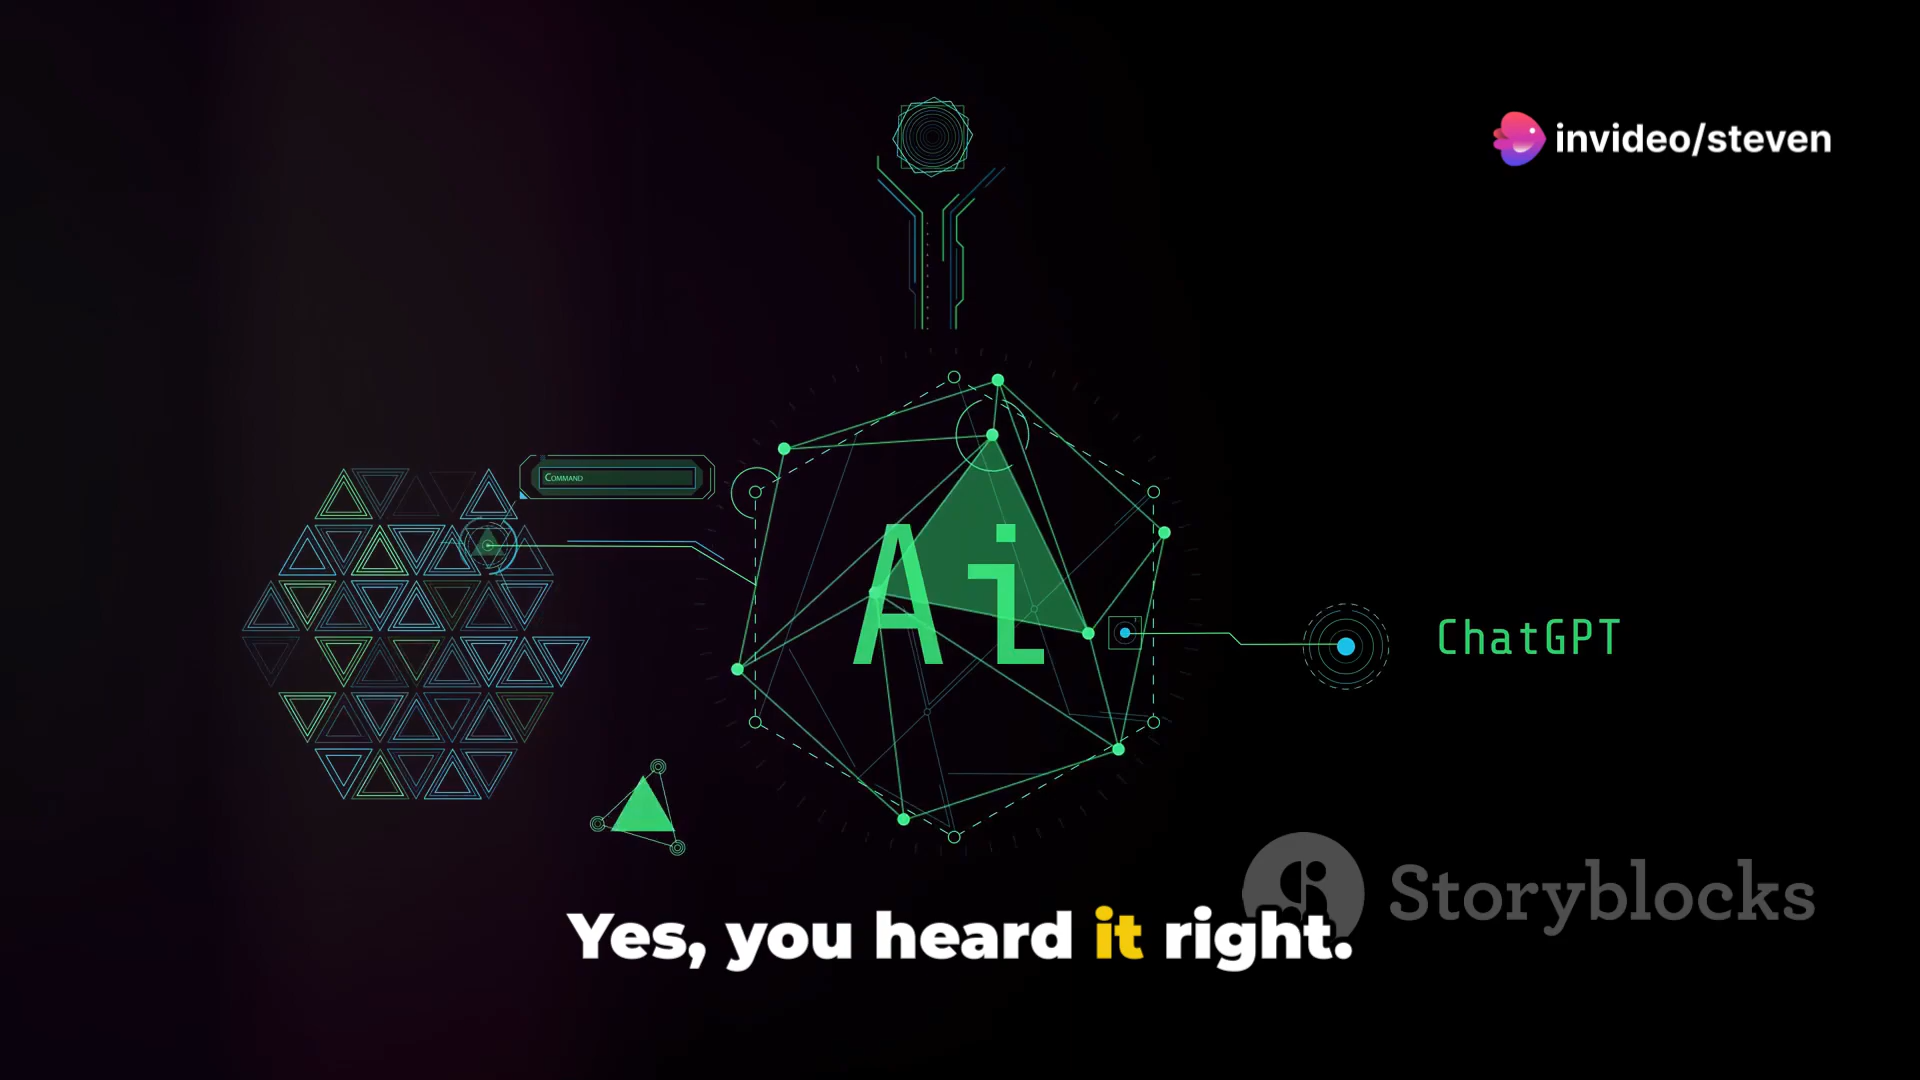 invideo/steven
Command
Ai
ChatGPT
Storyblocks
Yes, you heard it right.